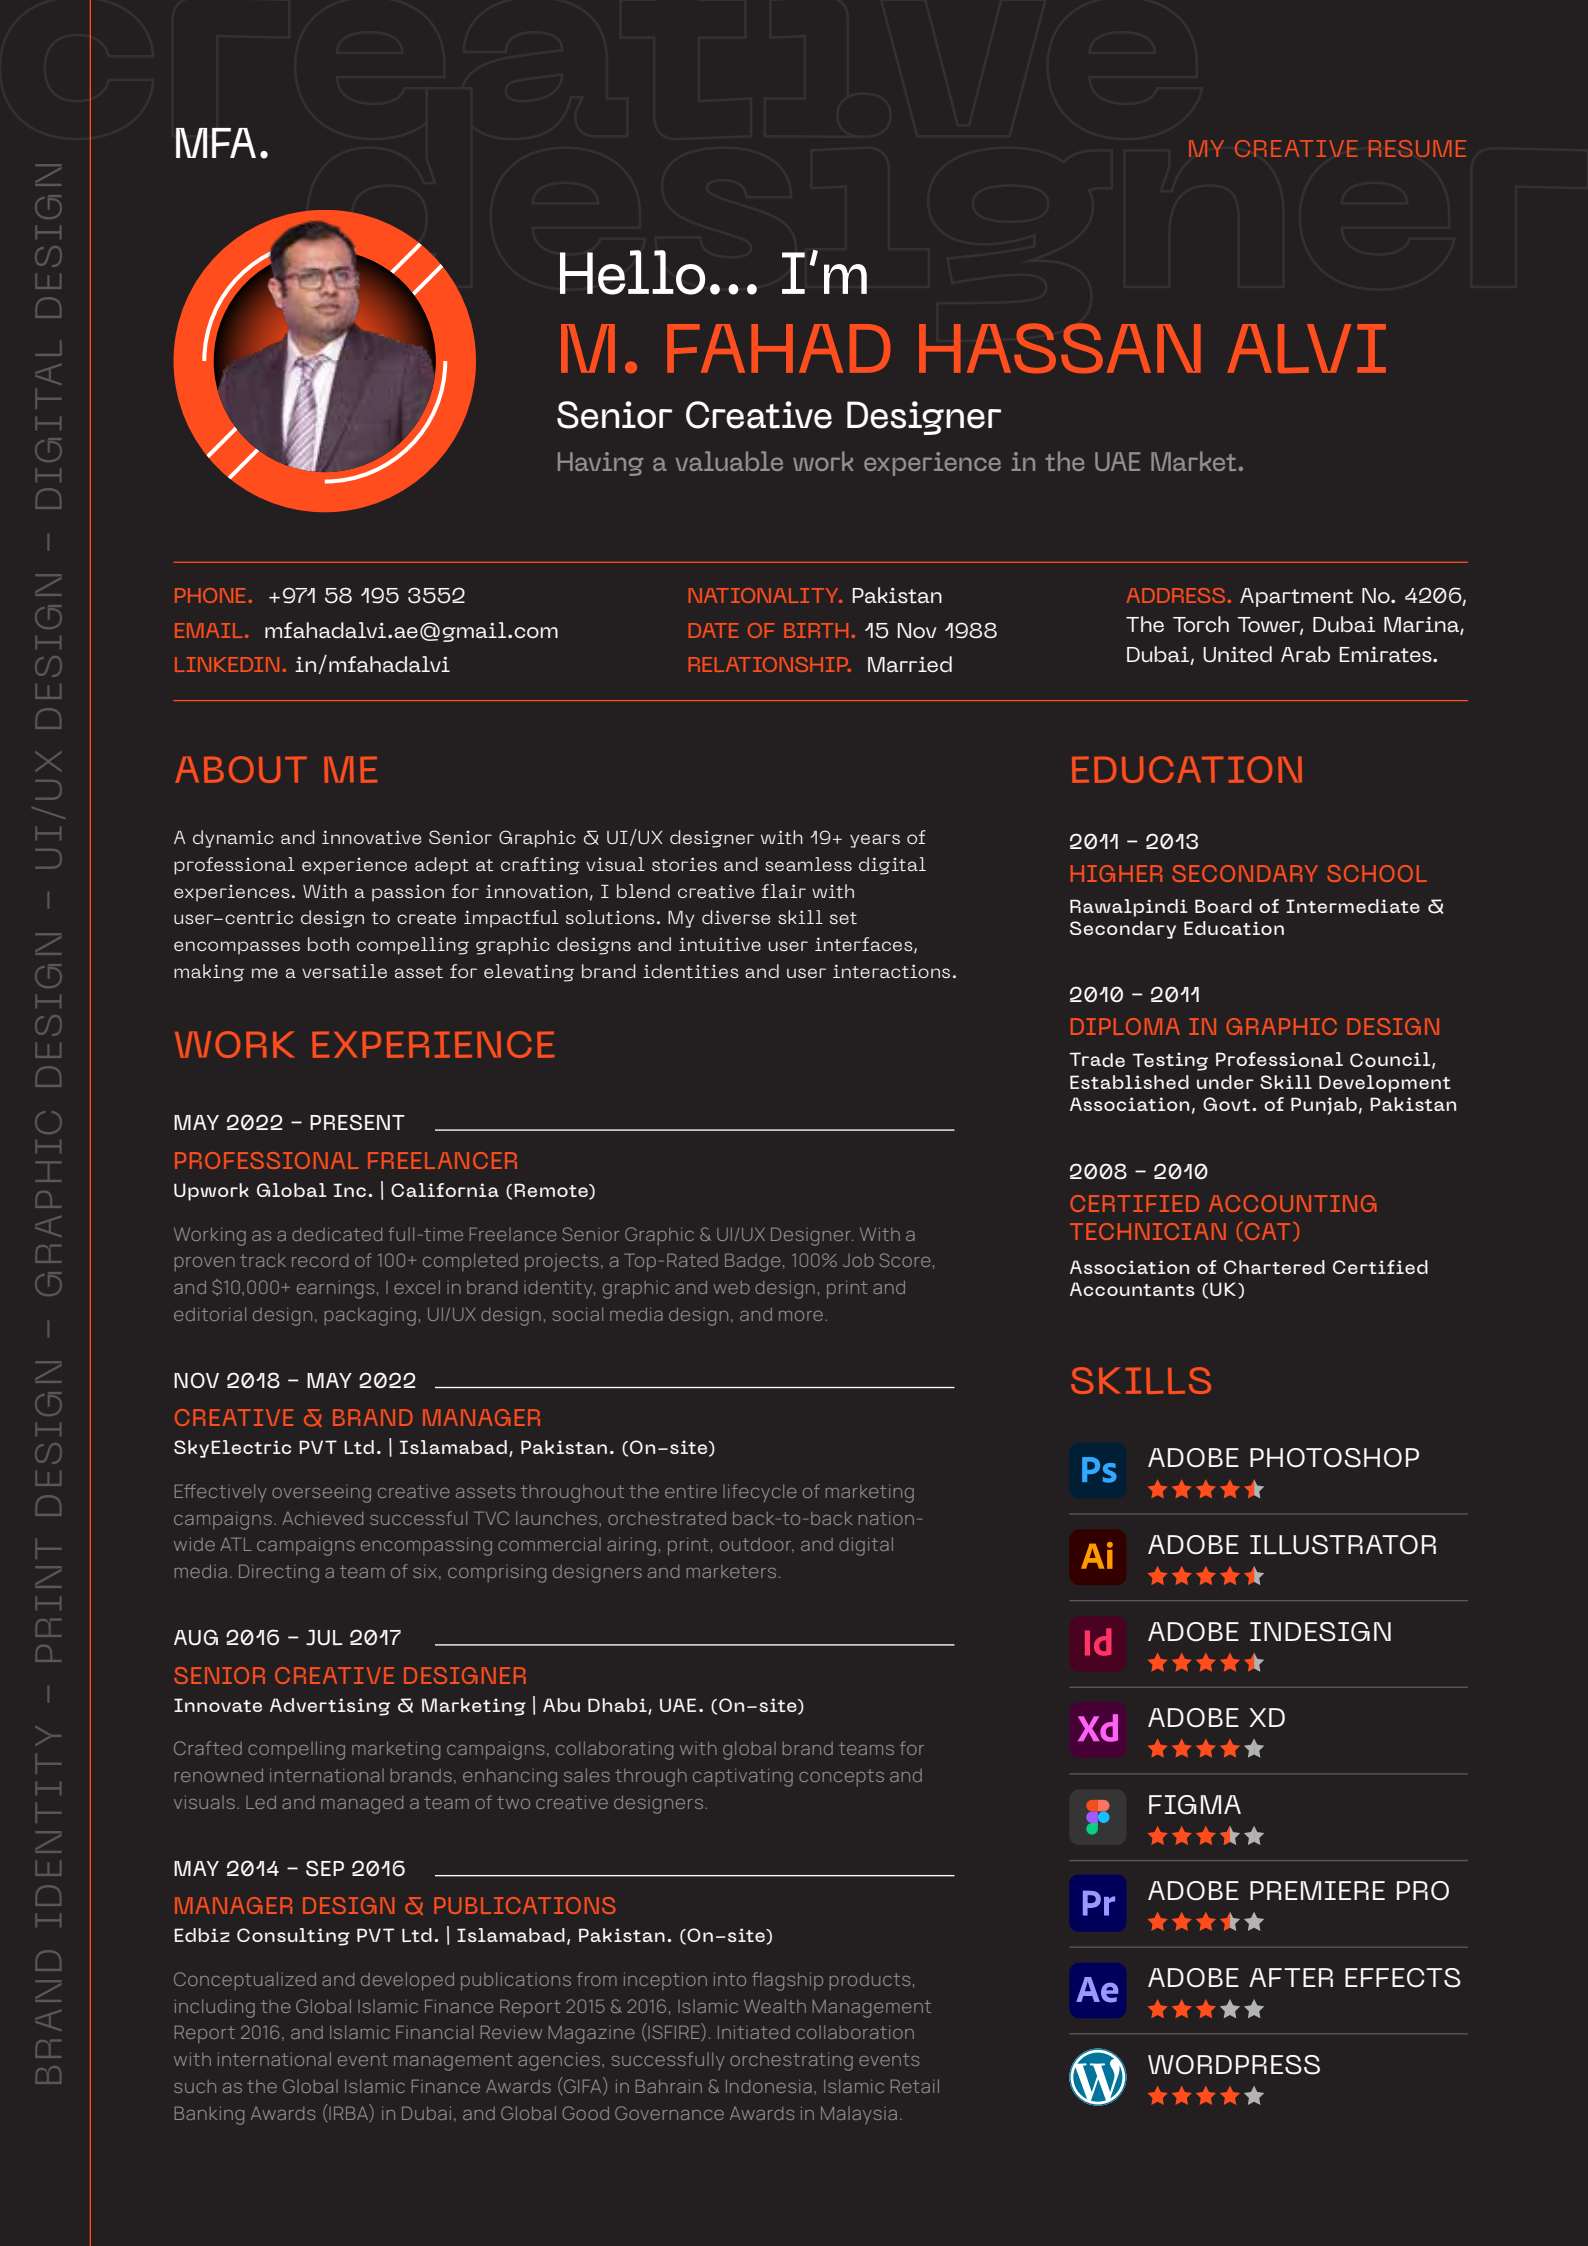 creative
designer
MFA.
MY CREATIVE RESUME
Hello... I'm
M. FAHAD HASSAN ALVI
Senior Creative Designer
Having a valuable work experience in the UAE Market.
PHONE. +971 58 195 3552
EMAIL. mfahadalvi.ae@gmail.com
LINKEDIN. in/mfahadalvi
NATIONALITY. Pakistan
DATE OF BIRTH. 15 Nov 1988
RELATIONSHIP. Married
ADDRESS. Apartment No. 4206,
The Torch Tower, Dubai Marina,
Dubai, United Arab Emirates.
BRAND IDENTITY – PRINT DESIGN – GRAPHIC DESIGN – UI/UX DESIGN – DIGITAL DESIGN
ABOUT ME
A dynamic and innovative Senior Graphic & UI/UX designer with 19+ years of
professional experience adept at crafting visual stories and seamless digital
experiences. With a passion for innovation, I blend creative flair with
user-centric design to create impactful solutions. My diverse skill set
encompasses both compelling graphic designs and intuitive user interfaces,
making me a versatile asset for elevating brand identities and user interactions.
WORK EXPERIENCE
MAY 2022 – PRESENT
PROFESSIONAL FREELANCER
Upwork Global Inc. | California (Remote)
Working as a dedicated full-time Freelance Senior Graphic & UI/UX Designer. With a
proven track record of 100+ completed projects, a Top-Rated Badge, 100% Job Score,
and $10,000+ earnings, I excel in brand identity, graphic and web design, print and
editorial design, packaging, UI/UX design, social media design, and more.
NOV 2018 – MAY 2022
CREATIVE & BRAND MANAGER
SkyElectric PVT Ltd. | Islamabad, Pakistan. (On-site)
Effectively overseeing creative assets throughout the entire lifecycle of marketing
campaigns. Achieved successful TVC launches, orchestrated back-to-back nation-
wide ATL campaigns encompassing commercial airing, print, outdoor, and digital
media. Directing a team of six, comprising designers and marketers.
AUG 2016 – JUL 2017
SENIOR CREATIVE DESIGNER
Innovate Advertising & Marketing | Abu Dhabi, UAE. (On-site)
Crafted compelling marketing campaigns, collaborating with global brand teams for
renowned international brands, enhancing sales through captivating concepts and
visuals. Led and managed a team of two creative designers.
MAY 2014 – SEP 2016
MANAGER DESIGN & PUBLICATIONS
Edbiz Consulting PVT Ltd. | Islamabad, Pakistan. (On-site)
Conceptualized and developed publications from inception into flagship products,
including the Global Islamic Finance Report 2015 & 2016, Islamic Wealth Management
Report 2016, and Islamic Financial Review Magazine (ISFIRE). Initiated collaboration
with international event management agencies, successfully orchestrating events
such as the Global Islamic Finance Awards (GIFA) in Bahrain & Indonesia, Islamic Retail
Banking Awards (IRBA) in Dubai, and Global Good Governance Awards in Malaysia.
EDUCATION
2011 – 2013
HIGHER SECONDARY SCHOOL
Rawalpindi Board of Intermediate &
Secondary Education
2010 – 2011
DIPLOMA IN GRAPHIC DESIGN
Trade Testing Professional Council,
Established under Skill Development
Association, Govt. of Punjab, Pakistan
2008 – 2010
CERTIFIED ACCOUNTING
TECHNICIAN (CAT)
Association of Chartered Certified
Accountants (UK)
SKILLS
Ps ADOBE PHOTOSHOP
Ai ADOBE ILLUSTRATOR
Id ADOBE INDESIGN
Xd ADOBE XD
FIGMA
Pr ADOBE PREMIERE PRO
Ae ADOBE AFTER EFFECTS
W WORDPRESS